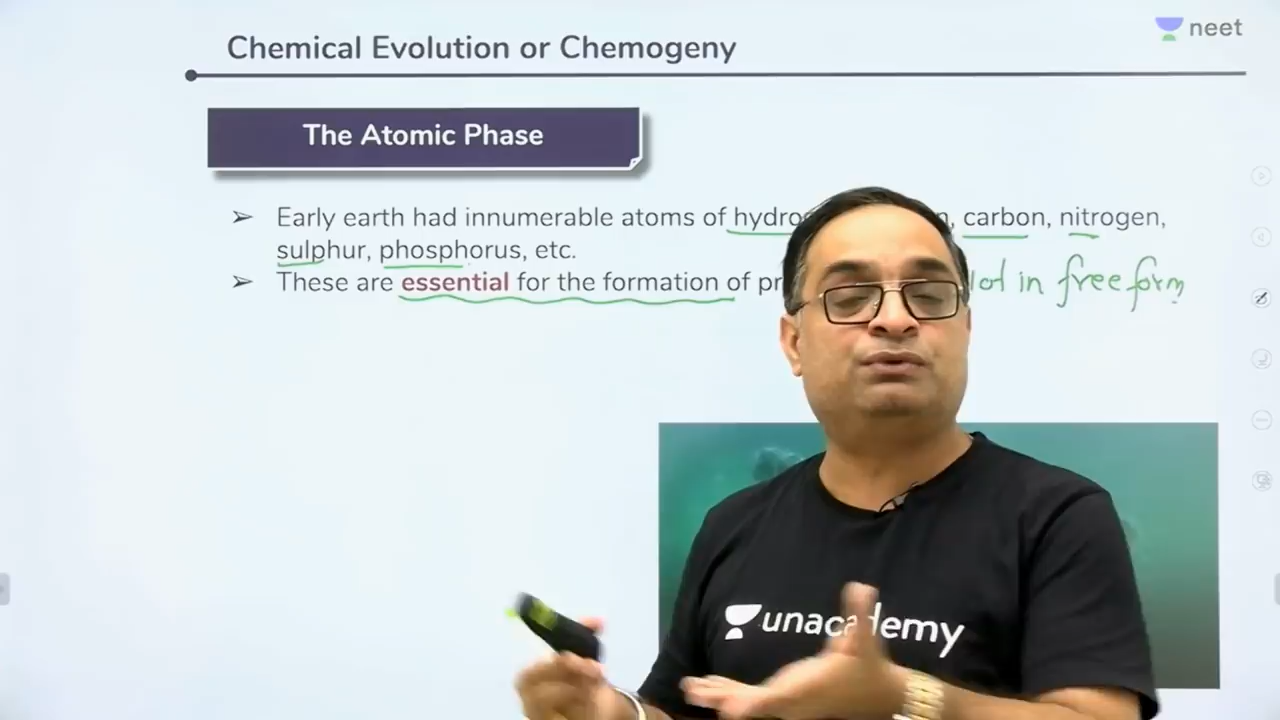 neet
Chemical Evolution or Chemogeny
The Atomic Phase
➢ Early earth had innumerable atoms of hydro , carbon, nitrogen,
sulphur, phosphorus, etc.
➢ These are essential for the formation of in free form
unacademy